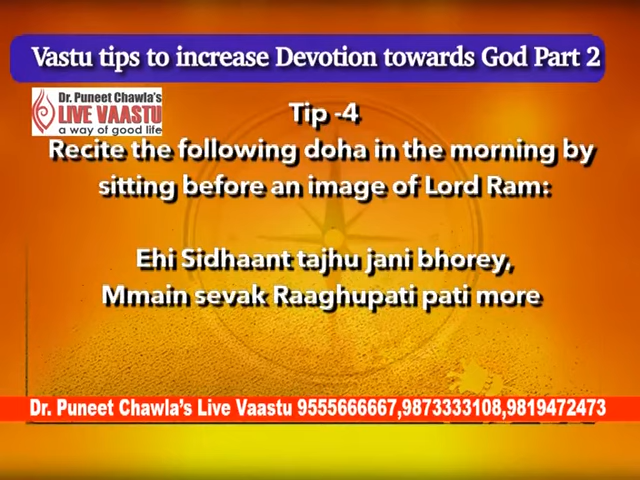 Vastu tips to increase Devotion towards God Part 2
Dr. Puneet Chawla's
LIVE VAASTU
a way of good life
Tip -4
Recite the following doha in the morning by
sitting before an image of Lord Ram:
Ehi Sidhaant tajhu jani bhorey,
Mmain sevak Raaghupati pati more
Dr. Puneet Chawla's Live Vaastu 9555666667,9873333108,9819472473